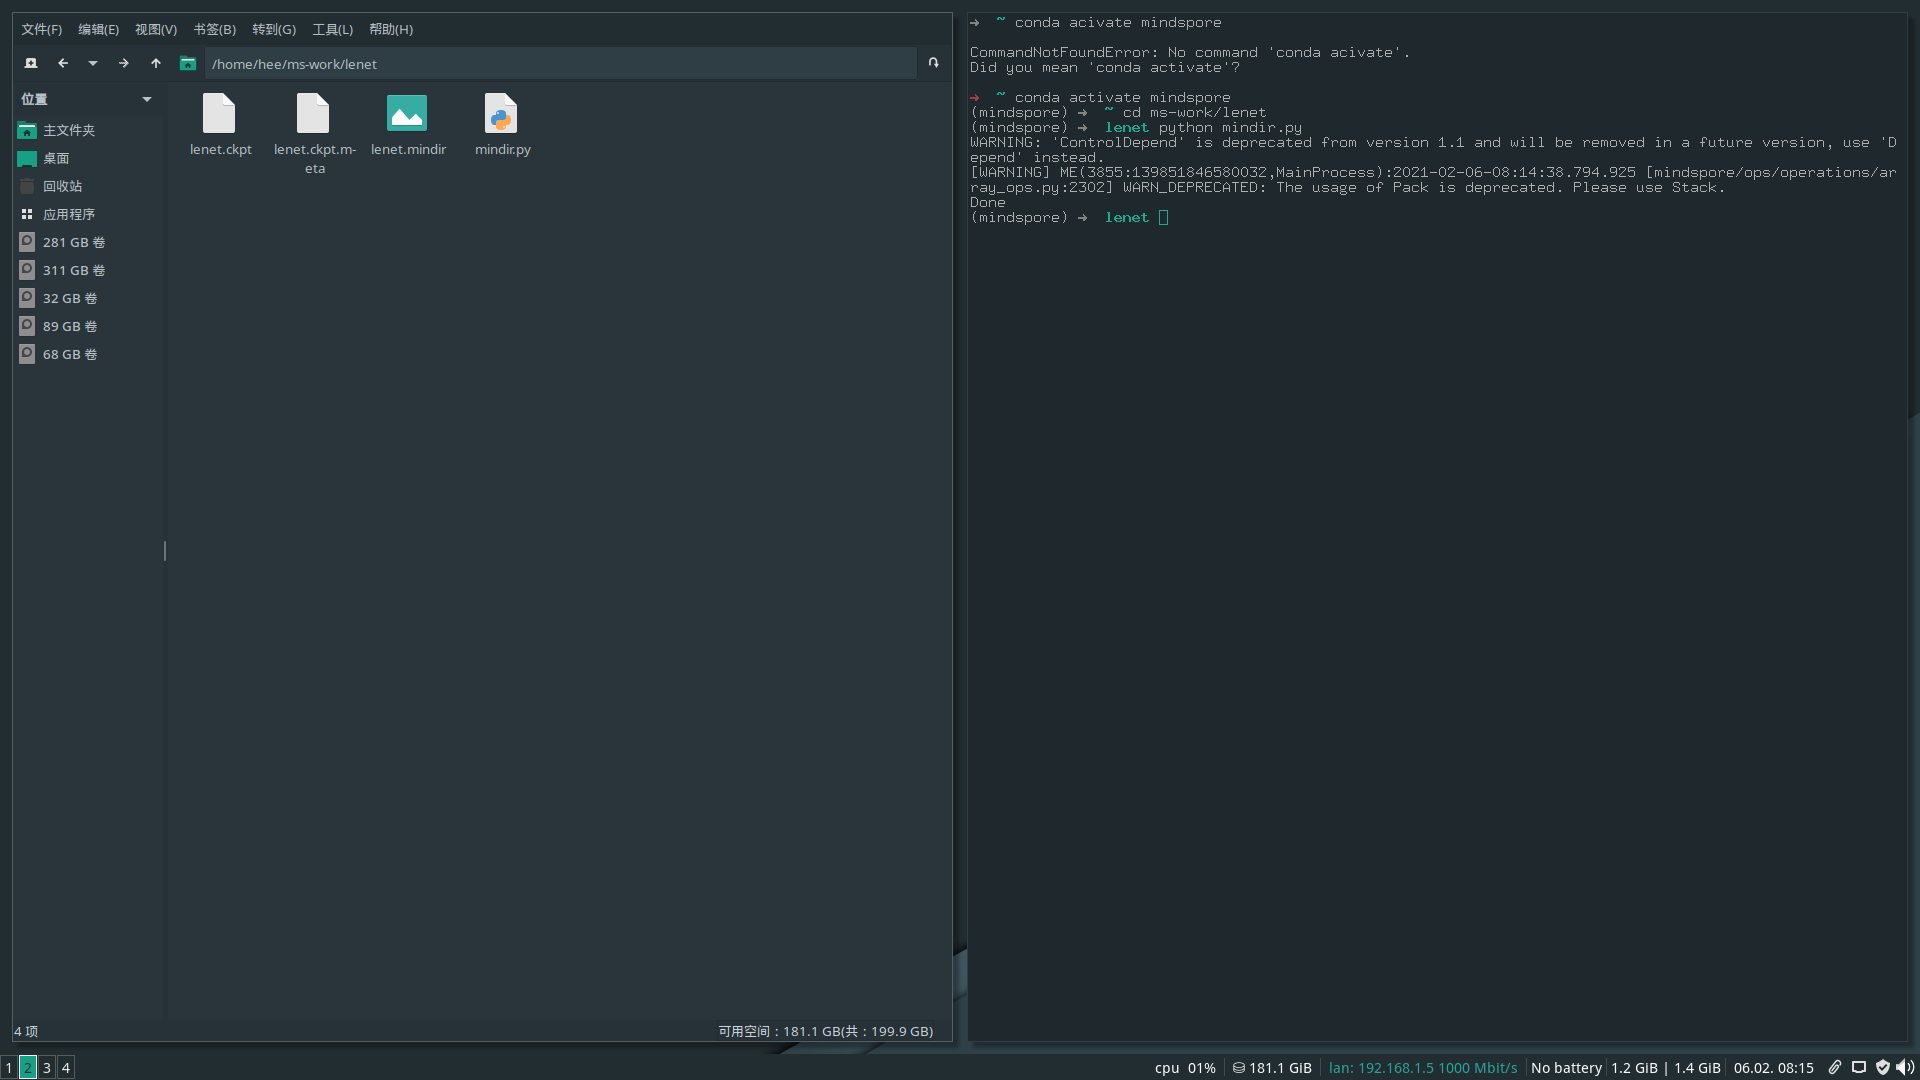 文件(F) 编辑(E) 视图(V) 书签(B) 转到(G) 工具(L) 帮助(H)
/home/hee/ms-work/lenet
位置
主文件夹
桌面
回收站
应用程序
281 GB 卷
311 GB 卷
32 GB 卷
89 GB 卷
68 GB 卷
lenet.ckpt
lenet.ckpt.m-
eta
lenet.mindir
mindir.py
4 项
可用空间：181.1 GB(共：199.9 GB)
➜ ~ conda acivate mindspore
CommandNotFoundError: No command 'conda acivate'.
Did you mean 'conda activate'?
➜ ~ conda activate mindspore
(mindspore) ➜ ~ cd ms-work/lenet
(mindspore) ➜ lenet python mindir.py
WARNING: 'ControlDepend' is deprecated from version 1.1 and will be removed in a future version, use 'D
epend' instead.
[WARNING] ME(3855:139851846580032,MainProcess):2021-02-06-08:14:38.794.925 [mindspore/ops/operations/ar
ray_ops.py:2302] WARN_DEPRECATED: The usage of Pack is deprecated. Please use Stack.
Done
(mindspore) ➜ lenet
1 2 3 4
cpu 01% 181.1 GiB lan: 192.168.1.5 1000 Mbit/s No battery 1.2 GiB | 1.4 GiB 06.02. 08:15